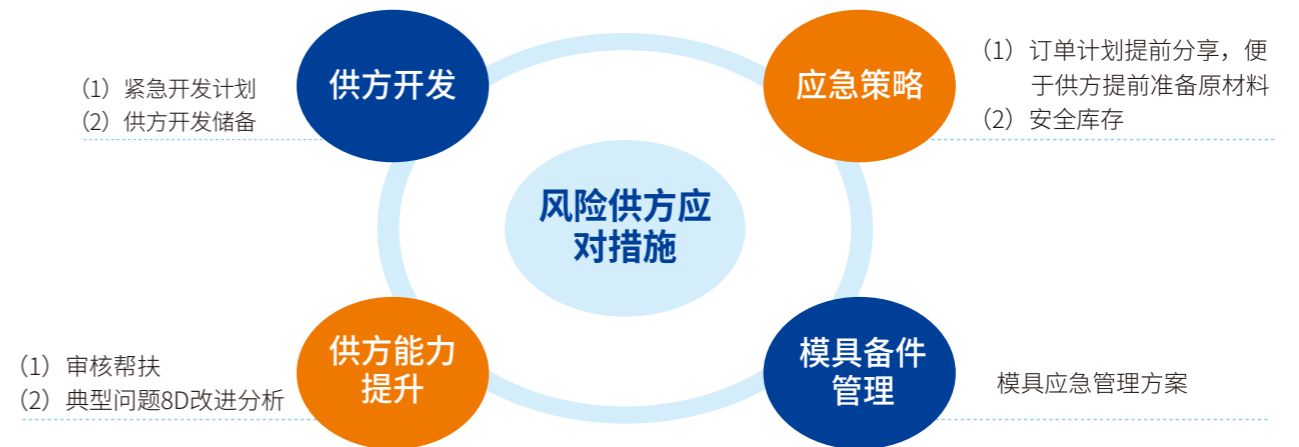 供方开发
（1）紧急开发计划
（2）供方开发储备
应急策略
（1）订单计划提前分享，便
于供方提前准备原材料
（2）安全库存
风险供方应
对措施
供方能力
提升
（1）审核帮扶
（2）典型问题8D改进分析
模具备件
管理
模具应急管理方案